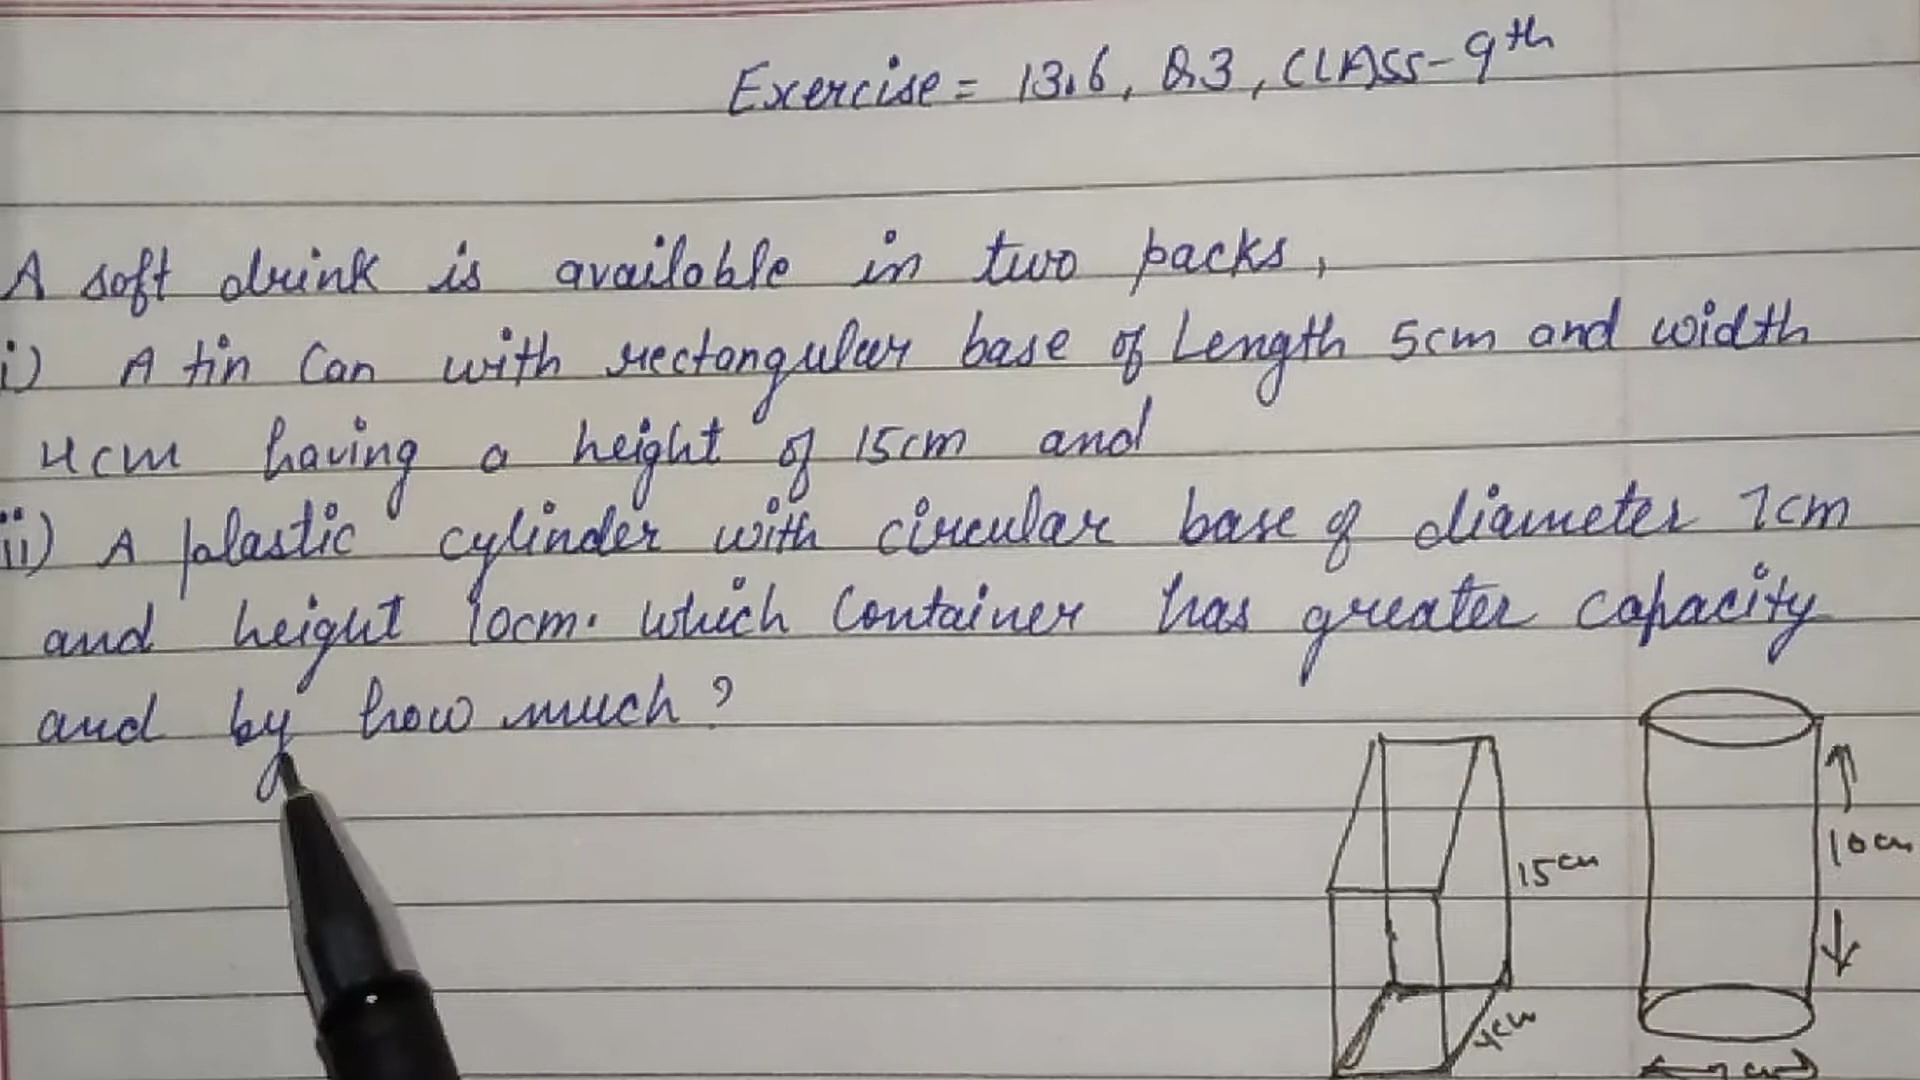 Exercise = 13.6, Q.3, CLASS-9th
A soft drink is available in two packs,
i) A tin Can with rectangular base of Length 5cm and width
4cm having a height of 15cm and
ii) A plastic cylinder with circular base of diameter 7cm
and height 10cm. which Container has greater capacity
and by how much?
15cm
10cm
4cm
7cm